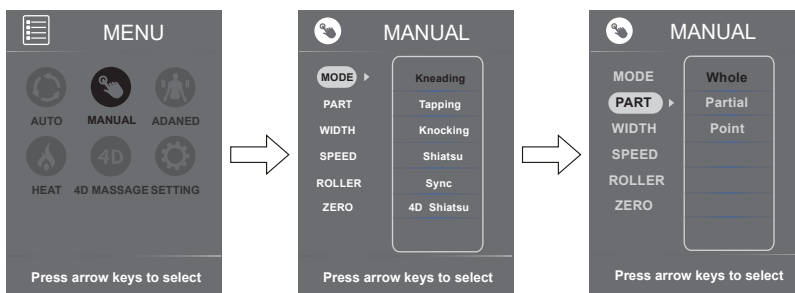 MENU
AUTO MANUAL ADANED
4D
HEAT 4D MASSAGE SETTING
Press arrow keys to select
MANUAL
MODE Kneading
PART Tapping
WIDTH Knocking
SPEED Shiatsu
ROLLER Sync
ZERO 4D Shiatsu
Press arrow keys to select
MANUAL
MODE Whole
PART Partial
WIDTH Point
SPEED
ROLLER
ZERO
Press arrow keys to select